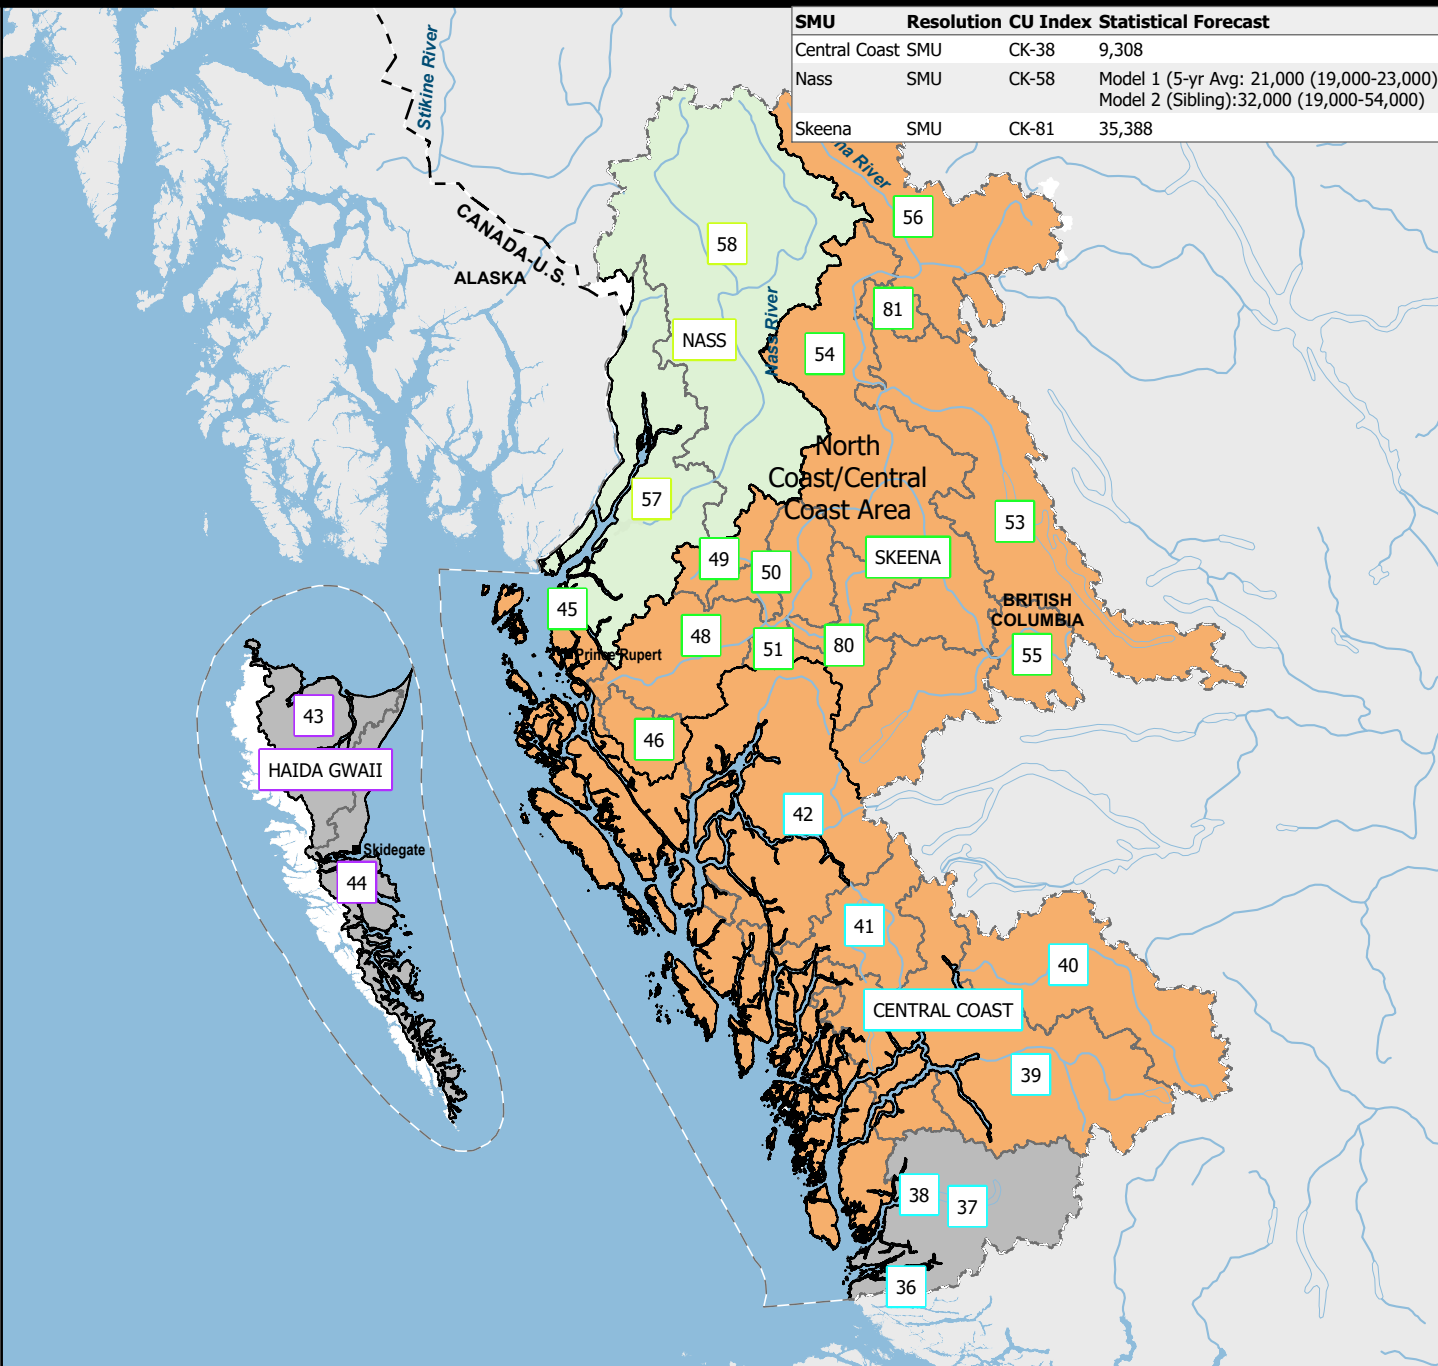 SMU Resolution CU Index Statistical Forecast
Central Coast SMU CK-38 9,308
Nass SMU CK-58 Model 1 (5-yr Avg: 21,000 (19,000-23,000)
Model 2 (Sibling):32,000 (19,000-54,000)
Skeena SMU CK-81 35,388
Stikine River
na River
56
CANADA-U.S.
58
ALASKA
Nass River
81
NASS
54
North
Coast/Central
Coast Area
57
53
49
50
SKEENA
45
BRITISH
COLUMBIA
48
51
80
55
Prince Rupert
43
46
HAIDA GWAII
42
Skidegate
44
41
40
CENTRAL COAST
39
38
37
36